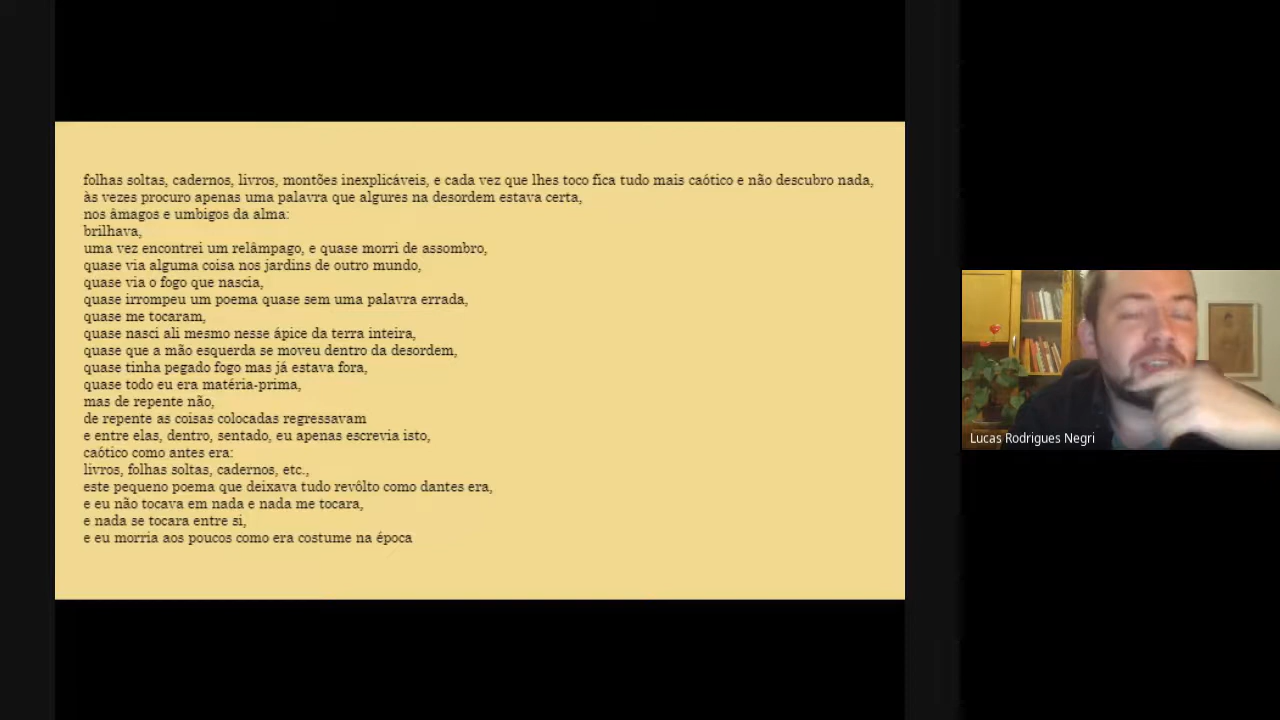 folhas soltas, cadernos, livros, montões inexplicáveis, e cada vez que lhes toco fica tudo mais caótico e não descubro nada,
às vezes procuro apenas uma palavra que algures na desordem estava certa,
nos âmagos e umbigos da alma:
brilhava,
uma vez encontrei um relâmpago, e quase morri de assombro,
quase via alguma coisa nos jardins de outro mundo,
quase via o fogo que nascia,
quase irrompeu um poema quase sem uma palavra errada,
quase me tocaram,
quase nasci ali mesmo nesse ápice da terra inteira,
quase que a mão esquerda se moveu dentro da desordem,
quase tinha pegado fogo mas já estava fora,
quase todo eu era matéria-prima,
mas de repente não,
de repente as coisas colocadas regressavam
e entre elas, dentro, sentado, eu apenas escrevia isto,
caótico como antes era:
livros, folhas soltas, cadernos, etc.,
este pequeno poema que deixava tudo revôlto como dantes era,
e eu não tocava em nada e nada me tocara,
e nada se tocara entre si,
e eu morria aos poucos como era costume na época
Lucas Rodrigues Negri